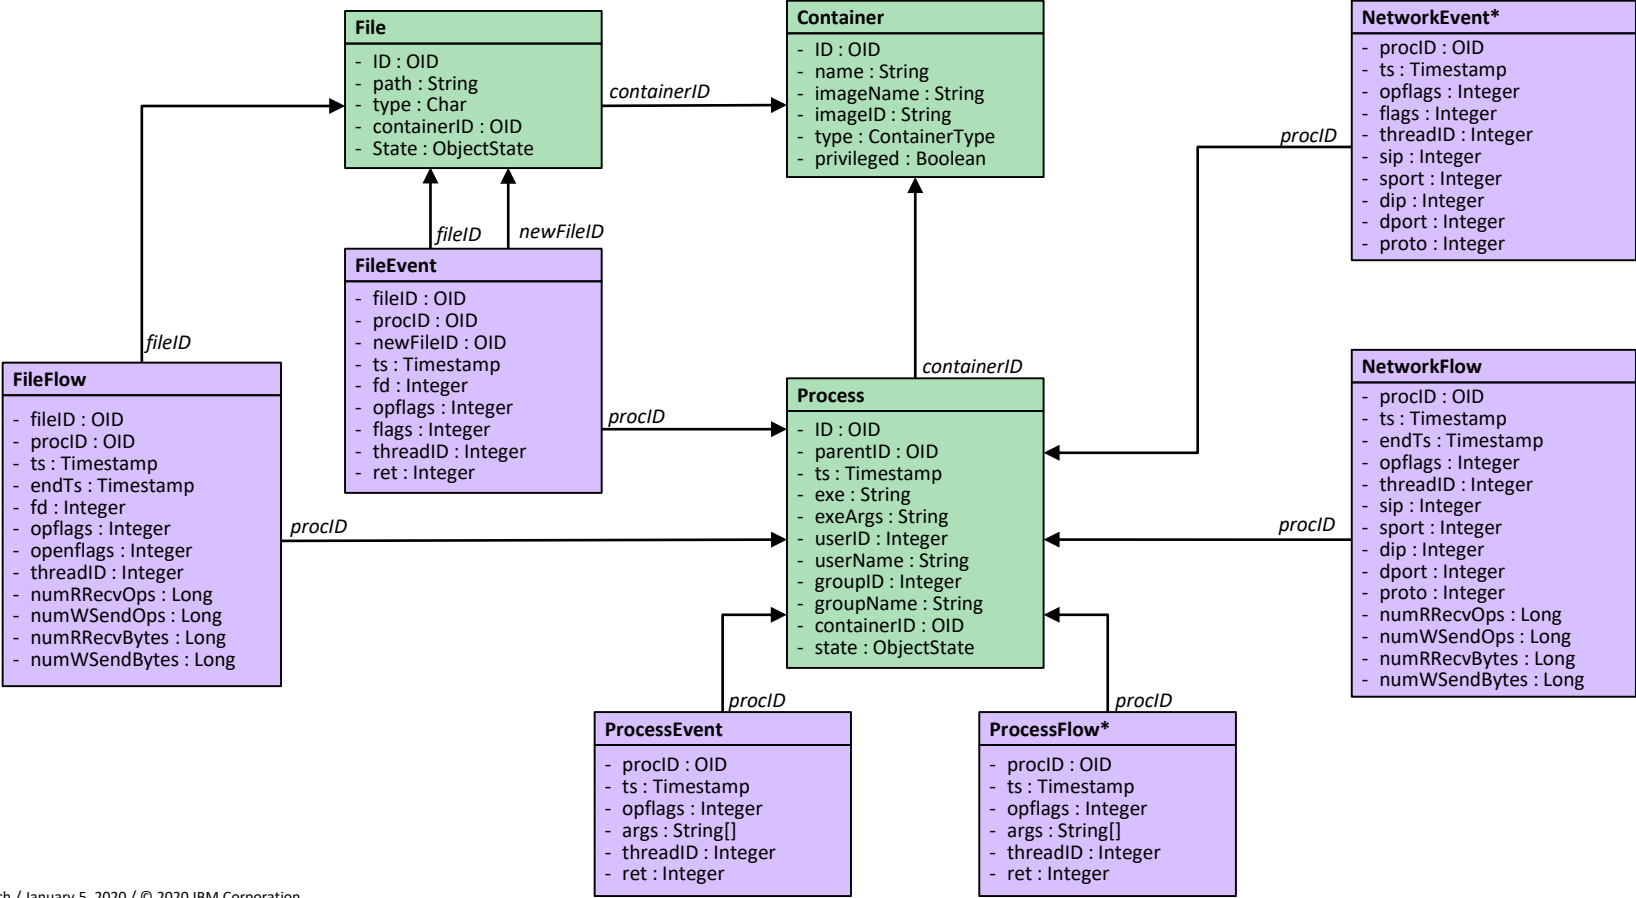 File
- ID : OID
- path : String
- type : Char
- containerID : OID
- State : ObjectState
containerID
Container
- ID : OID
- name : String
- imageName : String
- imageID : String
- type : ContainerType
- privileged : Boolean
NetworkEvent*
- procID : OID
- ts : Timestamp
- opflags : Integer
- flags : Integer
- threadID : Integer
- sip : Integer
- sport : Integer
- dip : Integer
- dport : Integer
- proto : Integer
procID
fileID
newFileID
FileEvent
- fileID : OID
- procID : OID
- newFileID : OID
- ts : Timestamp
- fd : Integer
- opflags : Integer
- flags : Integer
- threadID : Integer
- ret : Integer
procID
fileID
FileFlow
- fileID : OID
- procID : OID
- ts : Timestamp
- endTs : Timestamp
- fd : Integer
- opflags : Integer
- openflags : Integer
- threadID : Integer
- numRRecvOps : Long
- numWSendOps : Long
- numRRecvBytes : Long
- numWSendBytes : Long
procID
containerID
Process
- ID : OID
- parentID : OID
- ts : Timestamp
- exe : String
- exeArgs : String
- userID : Integer
- userName : String
- groupID : Integer
- groupName : String
- containerID : OID
- state : ObjectState
procID
NetworkFlow
- procID : OID
- ts : Timestamp
- endTs : Timestamp
- opflags : Integer
- threadID : Integer
- sip : Integer
- sport : Integer
- dip : Integer
- dport : Integer
- proto : Integer
- numRRecvOps : Long
- numWSendOps : Long
- numRRecvBytes : Long
- numWSendBytes : Long
procID
ProcessEvent
- procID : OID
- ts : Timestamp
- opflags : Integer
- args : String[]
- threadID : Integer
- ret : Integer
procID
ProcessFlow*
- procID : OID
- ts : Timestamp
- opflags : Integer
- args : String[]
- threadID : Integer
- ret : Integer
/ January 5, 2020 / © 2020 IBM Corporation